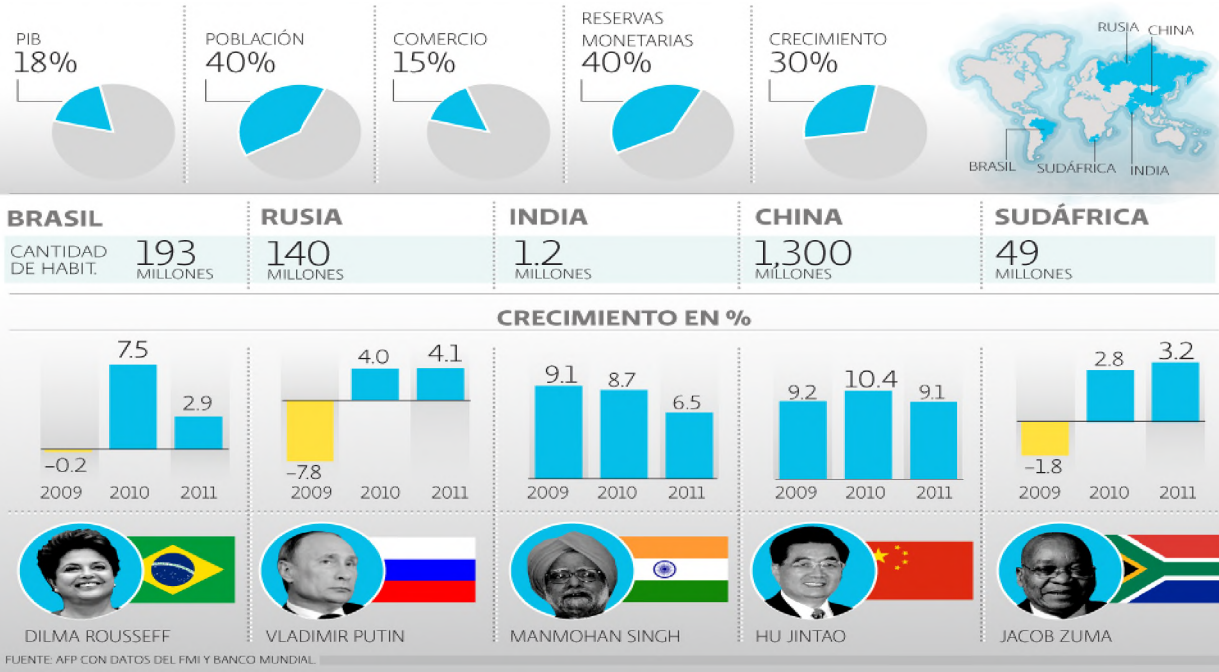 PIB
18%
POBLACIÓN
40%
COMERCIO
15%
RESERVAS
MONETARIAS
40%
CRECIMIENTO
30%
RUSIA
CHINA
BRASIL
SUDÁFRICA
INDIA
BRASIL
CANTIDAD
DE HABIT.
193
MILLONES
RUSIA
140
MILLONES
INDIA
1.2
MILLONES
CHINA
1,300
MILLONES
SUDÁFRICA
49
MILLONES
CRECIMIENTO EN %
-0.2
7.5
2.9
2009 2010 2011
-7.8
4.0
4.1
2009 2010 2011
9.1
8.7
6.5
2009 2010 2011
9.2
10.4
9.1
2009 2010 2011
-1.8
2.8
3.2
2009 2010 2011
DILMA ROUSSEFF
VLADIMIR PUTIN
MANMOHAN SINGH
HU JINTAO
JACOB ZUMA
FUENTE: AFP CON DATOS DEL FMI Y BANCO MUNDIAL.